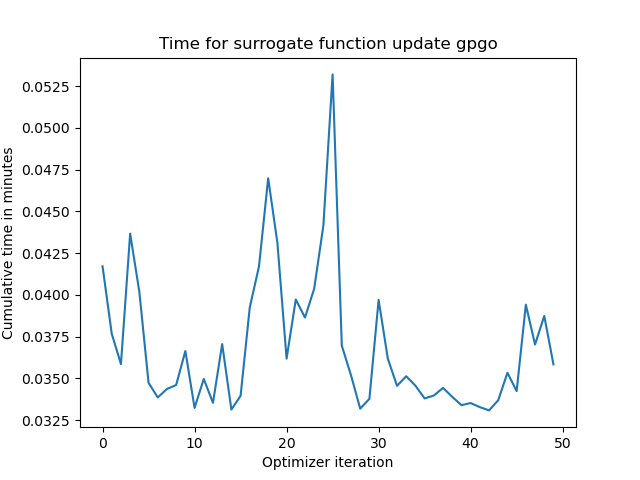 Time for surrogate function update gpgo
Cumulative time in minutes
0.0525
0.0500
0.0475
0.0450
0.0425
0.0400
0.0375
0.0350
0.0325
0 10 20 30 40 50
Optimizer iteration